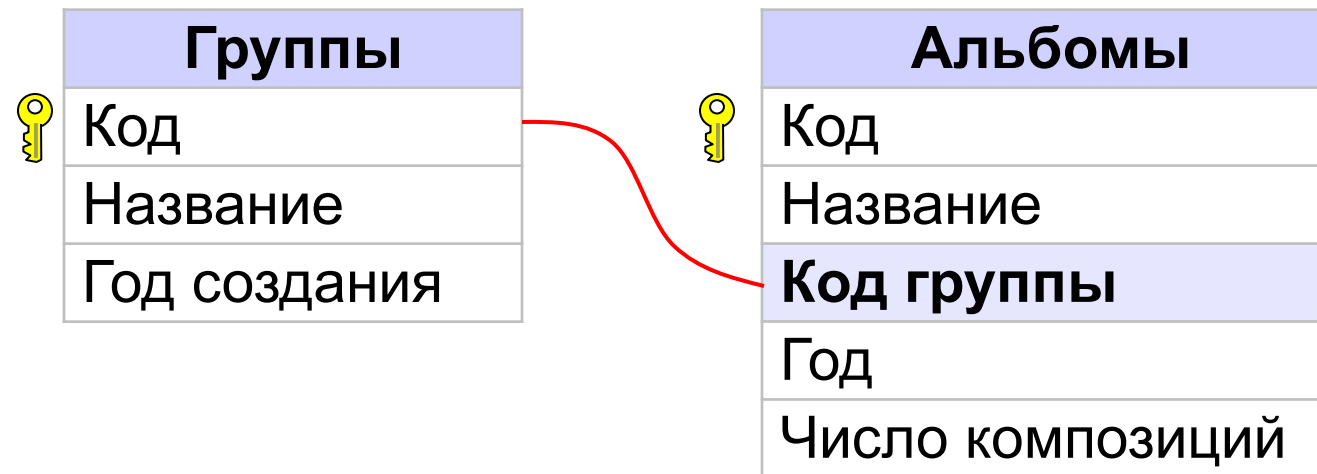 Группы
Код
Название
Год создания
Альбомы
Код
Название
Код группы
Год
Число композиций